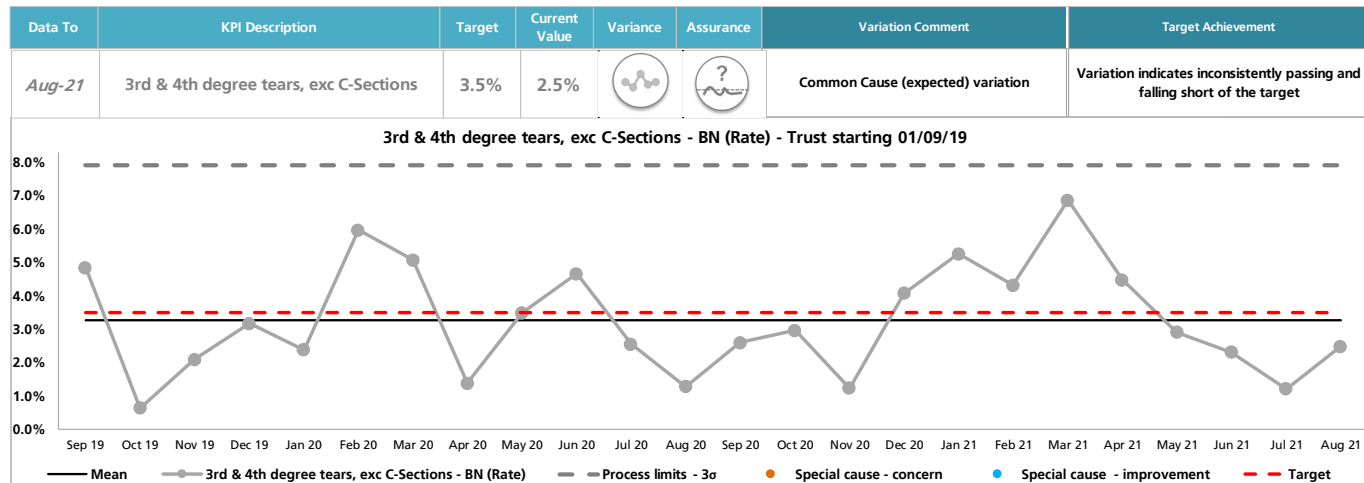 Data To
KPI Description
Target
Current
Value
Variance
Assurance
Variation Comment
Target Achievement
Aug-21
3rd & 4th degree tears, exc C-Sections
3.5%
2.5%
?
Common Cause (expected) variation
Variation indicates inconsistently passing and
falling short of the target
3rd & 4th degree tears, exc C-Sections - BN (Rate) - Trust starting 01/09/19
8.0%
7.0%
6.0%
5.0%
4.0%
3.0%
2.0%
1.0%
0.0%
Sep 19 Oct 19 Nov 19 Dec 19 Jan 20 Feb 20 Mar 20 Apr 20 May 20 Jun 20 Jul 20 Aug 20 Sep 20 Oct 20 Nov 20 Dec 20 Jan 21 Feb 21 Mar 21 Apr 21 May 21 Jun 21 Jul 21 Aug 21
Mean 3rd & 4th degree tears, exc C-Sections - BN (Rate) Process limits - 3σ Special cause - concern Special cause - improvement Target